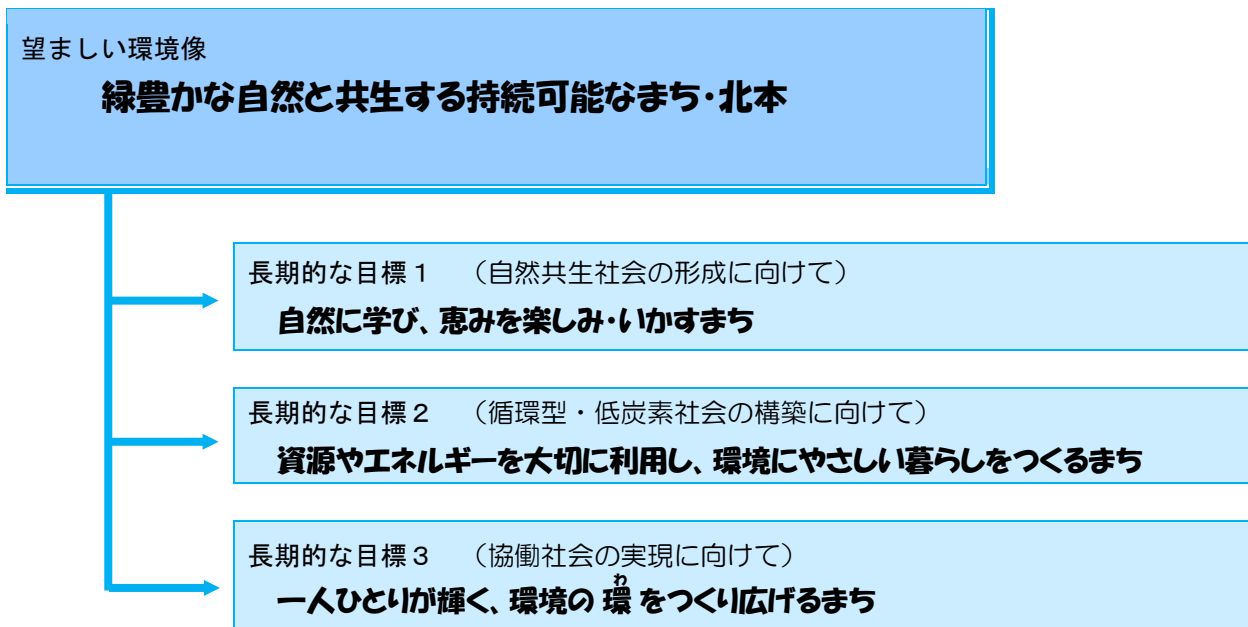 望ましい環境像
緑豊かな自然と共生する持続可能なまち・北本
長期的な目標１　（自然共生社会の形成に向けて）
自然に学び、恵みを楽しみ・いかすまち
長期的な目標２　（循環型・低炭素社会の構築に向けて）
資源やエネルギーを大切に利用し、環境にやさしい暮らしをつくるまち
長期的な目標３　（協働社会の実現に向けて）
わ
一人ひとりが輝く、環境の 環 をつくり広げるまち